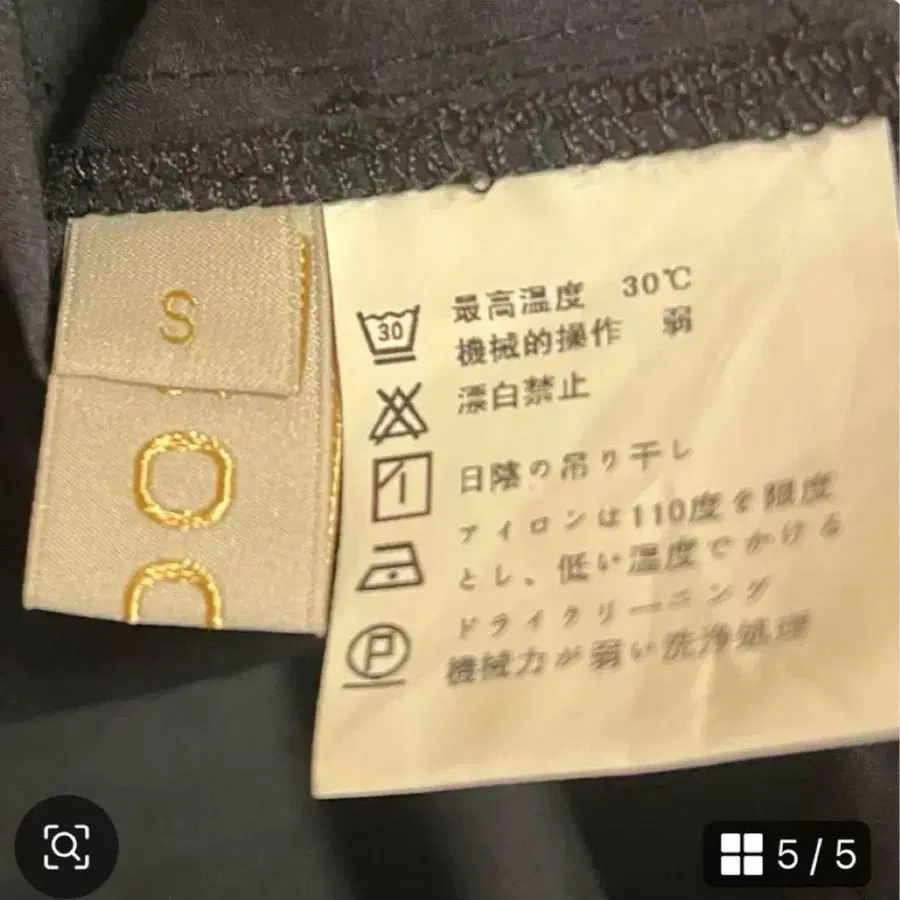 S
30
最高温度 30℃
機械的操作 弱
漂白禁止
日陰の吊り干し
アイロンは110度を限度
とし、低い温度でかける
ドライクリーニング
P
機械力が弱い洗浄処理
5 / 5